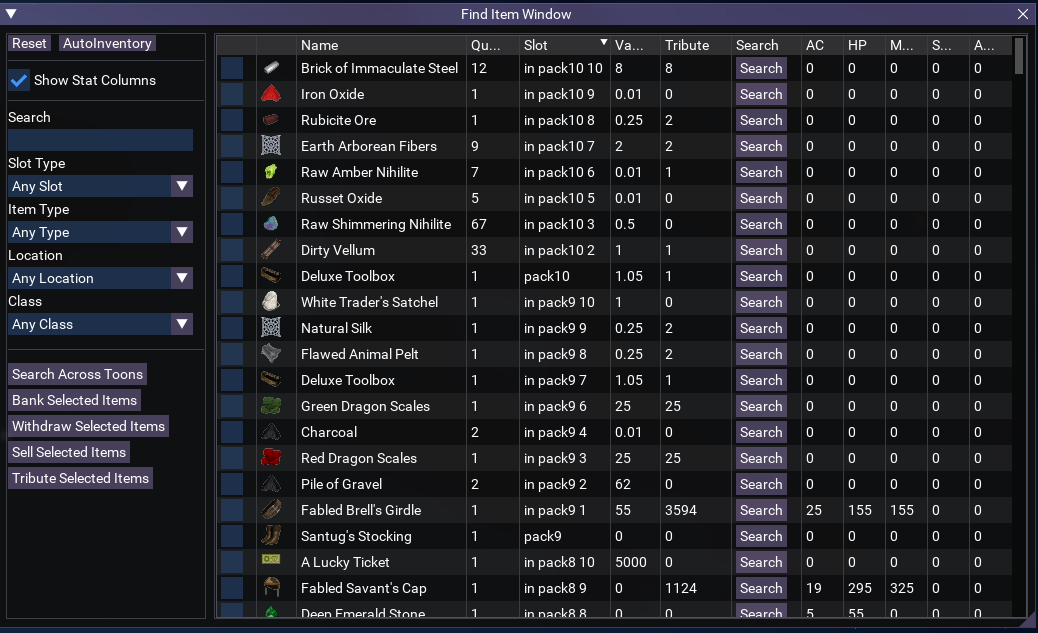 Find Item Window
Reset AutoInventory
Show Stat Columns
Search
Slot Type
Any Slot
Item Type
Any Type
Location
Any Location
Class
Any Class
Search Across Toons
Bank Selected Items
Withdraw Selected Items
Sell Selected Items
Tribute Selected Items
Name Qu... Slot Va... Tribute Search AC HP M... S... A...
Brick of Immaculate Steel 12 in pack10 10 8 8 Search 0 0 0 0 0
Iron Oxide 1 in pack10 9 0.01 0 Search 0 0 0 0 0
Rubicite Ore 1 in pack10 8 0.25 2 Search 0 0 0 0 0
Earth Arborean Fibers 9 in pack10 7 2 2 Search 0 0 0 0 0
Raw Amber Nihilite 7 in pack10 6 0.01 1 Search 0 0 0 0 0
Russet Oxide 5 in pack10 5 0.01 0 Search 0 0 0 0 0
Raw Shimmering Nihilite 67 in pack10 3 0.5 0 Search 0 0 0 0 0
Dirty Vellum 33 in pack10 2 1 1 Search 0 0 0 0 0
Deluxe Toolbox 1 pack10 1.05 1 Search 0 0 0 0 0
White Trader's Satchel 1 in pack9 10 1 0 Search 0 0 0 0 0
Natural Silk 1 in pack9 9 0.25 2 Search 0 0 0 0 0
Flawed Animal Pelt 1 in pack9 8 0.25 2 Search 0 0 0 0 0
Deluxe Toolbox 1 in pack9 7 1.05 1 Search 0 0 0 0 0
Green Dragon Scales 1 in pack9 6 25 25 Search 0 0 0 0 0
Charcoal 2 in pack9 4 0.01 0 Search 0 0 0 0 0
Red Dragon Scales 1 in pack9 3 25 25 Search 0 0 0 0 0
Pile of Gravel 2 in pack9 2 62 0 Search 0 0 0 0 0
Fabled Brell's Girdle 1 in pack9 1 55 3594 Search 25 155 155 0 0
Santug's Stocking 1 pack9 0 0 Search 0 0 0 0 0
A Lucky Ticket 1 in pack8 10 5000 0 Search 0 0 0 0 0
Fabled Savant's Cap 1 in pack8 9 0 1124 Search 19 295 325 0 0
Deep Emerald Stone 1 in pack8 8 0 0 Search 5 55 0 0 0